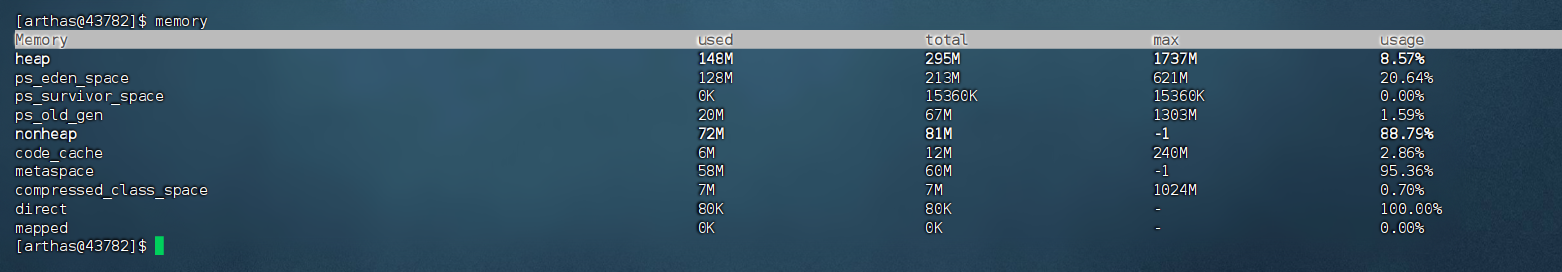 [arthas@43782]$ memory
Memory used total max usage
heap 148M 295M 1737M 8.57%
ps_eden_space 128M 213M 621M 20.64%
ps_survivor_space 0K 15360K 15360K 0.00%
ps_old_gen 20M 67M 1303M 1.59%
nonheap 72M 81M -1 88.79%
code_cache 6M 12M 240M 2.86%
metaspace 58M 60M -1 95.36%
compressed_class_space 7M 7M 1024M 0.70%
direct 80K 80K - 100.00%
mapped 0K 0K - 0.00%
[arthas@43782]$